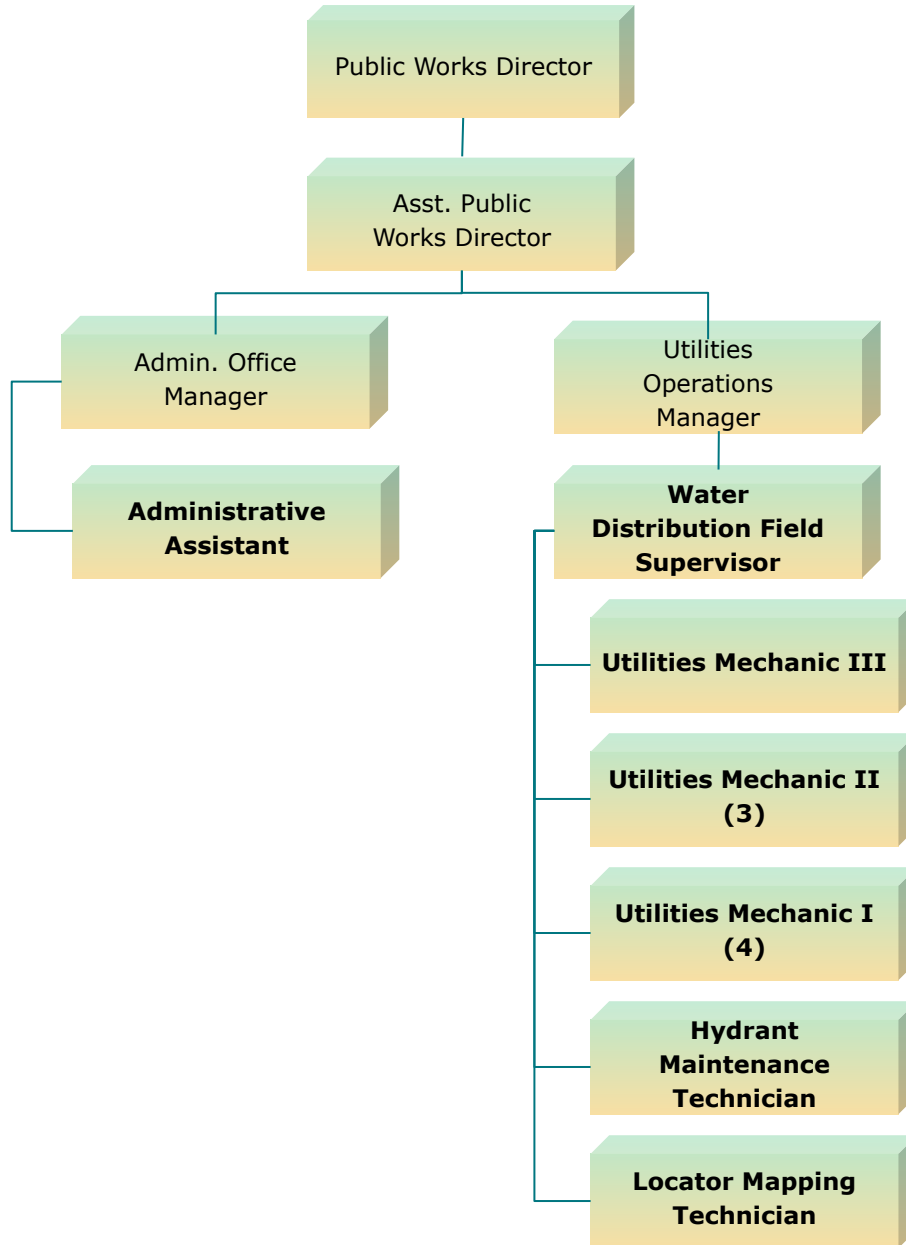 Public Works Director
Asst. Public
Works Director
Admin. Office
Manager
Utilities
Operations
Manager
Administrative
Assistant
Water
Distribution Field
Supervisor
Utilities Mechanic III
Utilities Mechanic II
(3)
Utilities Mechanic I
(4)
Hydrant
Maintenance
Technician
Locator Mapping
Technician